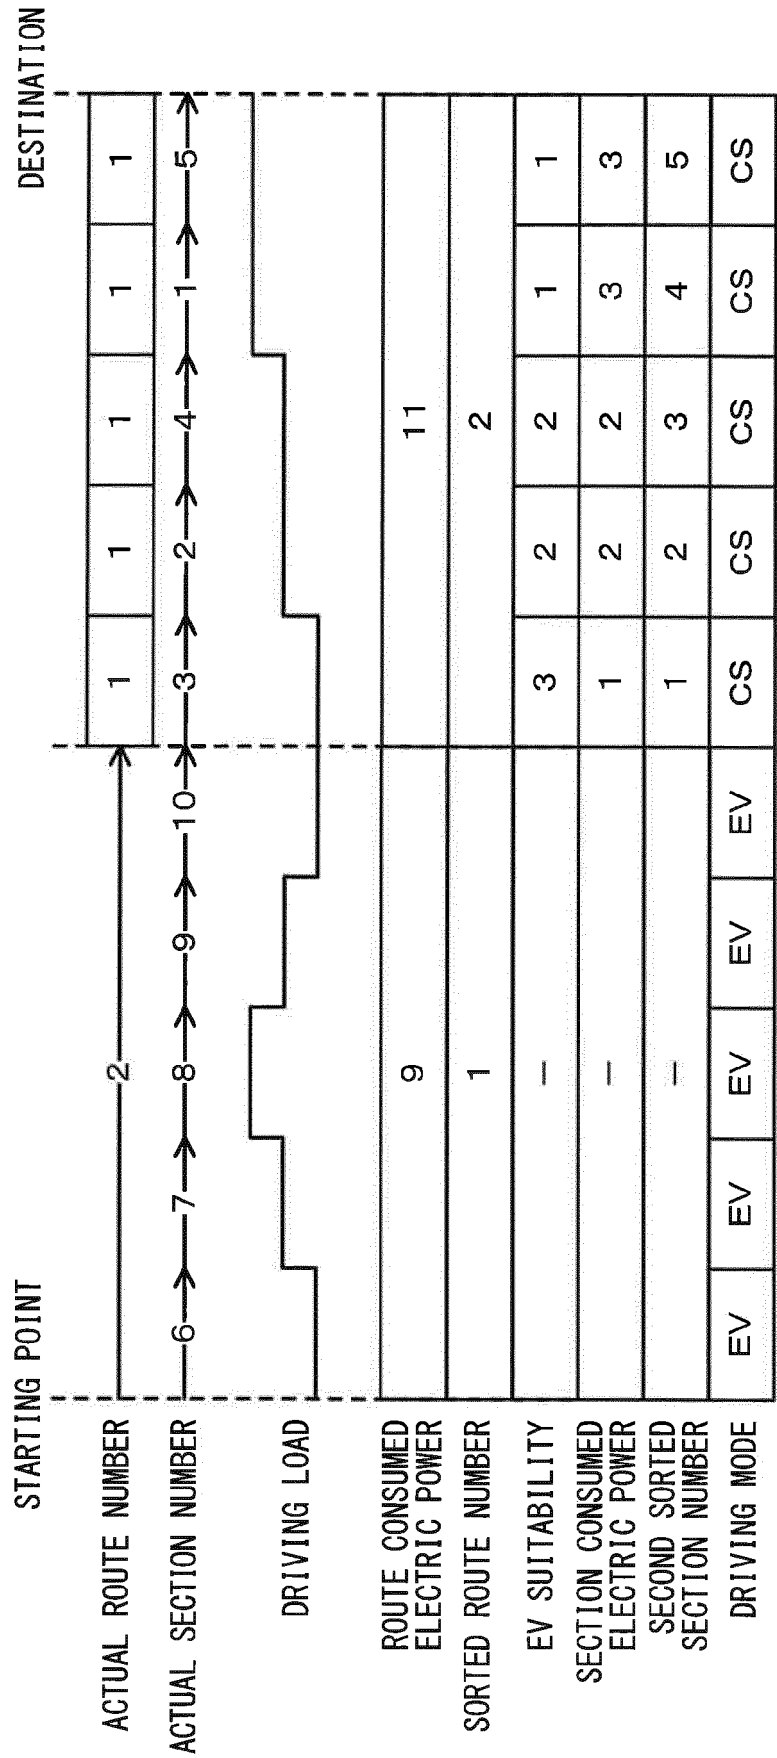 STARTING POINT DESTINATION
ACTUAL ROUTE NUMBER 2 1 1 1 1 1
ACTUAL SECTION NUMBER 6 7 8 9 10 3 2 4 1 5
DRIVING LOAD
ROUTE CONSUMED
ELECTRIC POWER 9 11
SORTED ROUTE NUMBER 1 2
EV SUITABILITY – 3 2 2 1 1
SECTION CONSUMED
ELECTRIC POWER – 1 2 2 3 3
SECOND SORTED
SECTION NUMBER – 1 2 3 4 5
DRIVING MODE EV EV EV EV EV CS CS CS CS CS